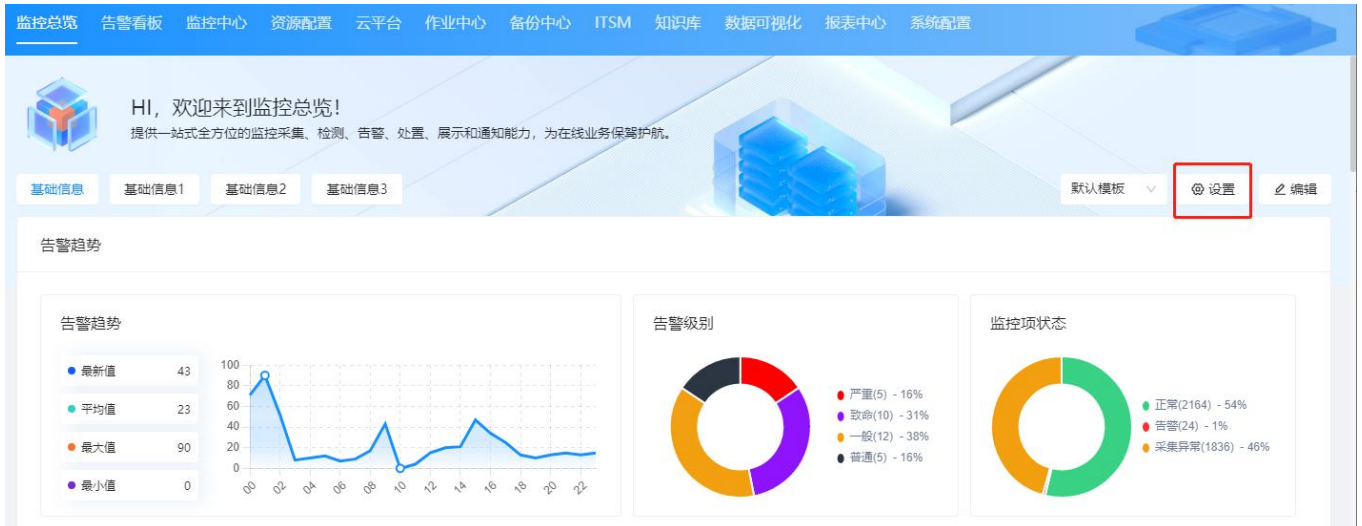 监控总览 告警看板 监控中心 资源配置 云平台 作业中心 备份中心 ITSM 知识库 数据可视化 报表中心 系统配置
HI，欢迎来到监控总览！
提供一站式全方位的监控采集、检测、告警、处置、展示和通知能力，为在线业务保驾护航。
基础信息 基础信息1 基础信息2 基础信息3 默认模板 设置 编辑
告警趋势
告警趋势
最新值 43
平均值 23
最大值 90
最小值 0
100
80
60
40
20
0
00 02 04 06 08 10 12 14 16 18 20 22
告警级别
严重(5) - 16%
致命(10) - 31%
一般(12) - 38%
普通(5) - 16%
监控项状态
正常(2164) - 54%
告警(24) - 1%
采集异常(1836) - 46%